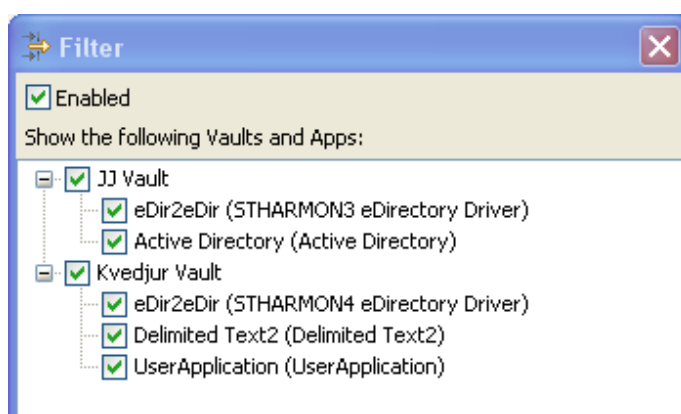 Filter
Enabled
Show the following Vaults and Apps:
JJ Vault
eDir2eDir (STHARMON3 eDirectory Driver)
Active Directory (Active Directory)
Kvedjur Vault
eDir2eDir (STHARMON4 eDirectory Driver)
Delimited Text2 (Delimited Text2)
UserApplication (UserApplication)